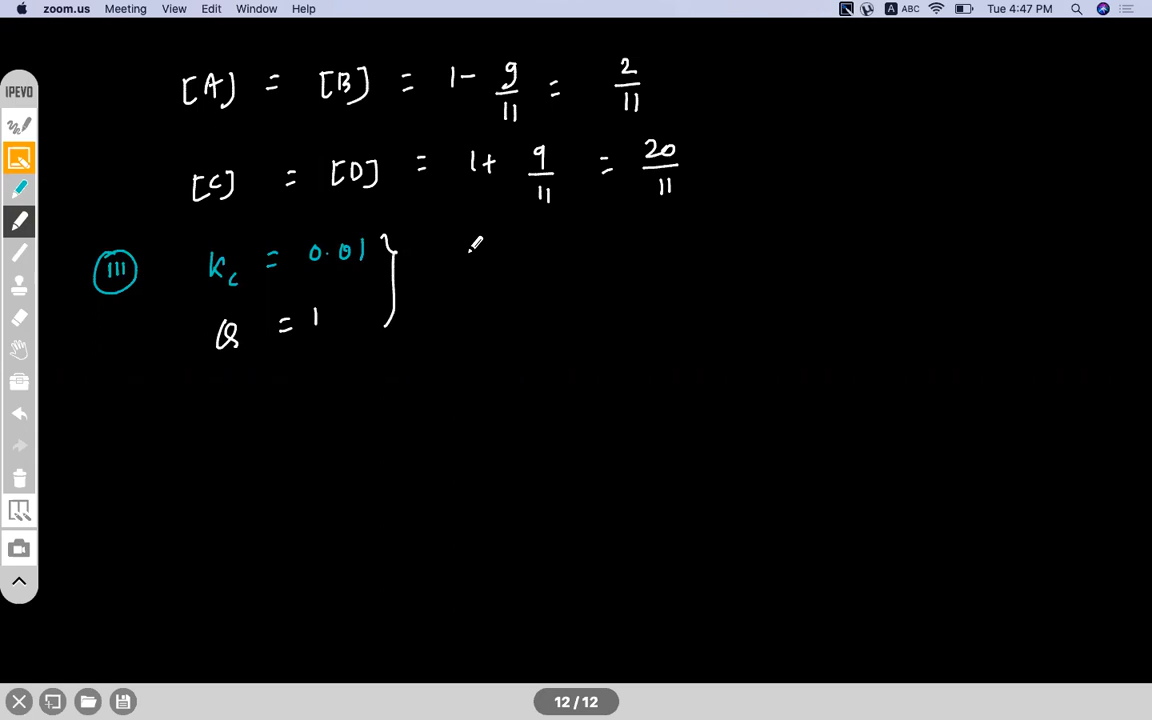 zoom.us Meeting View Edit Window Help A ABC Tue 4:47 PM
IPEVO
[A] = [B] = 1 - 9/11 = 2/11
[C] = [D] = 1 + 9/11 = 20/11
III Kc = 0.01
Q = 1
12 / 12